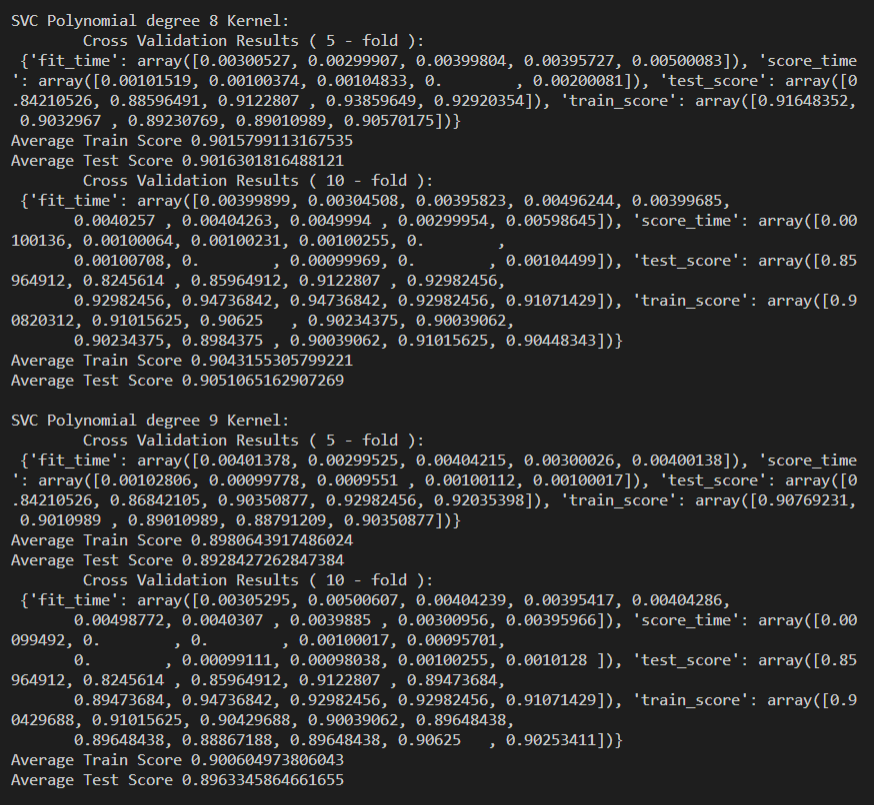 SVC Polynomial degree 8 Kernel:
        Cross Validation Results ( 5 - fold ):
 {'fit_time': array([0.00300527, 0.00299907, 0.00399804, 0.00395727, 0.00500083]), 'score_time
': array([0.00101519, 0.00100374, 0.00104833, 0.        , 0.00200081]), 'test_score': array([0
.84210526, 0.88596491, 0.9122807 , 0.93859649, 0.92920354]), 'train_score': array([0.91648352,
 0.9032967 , 0.89230769, 0.89010989, 0.90570175])}
Average Train Score 0.9015799113167535
Average Test Score 0.9016301816488121
        Cross Validation Results ( 10 - fold ):
 {'fit_time': array([0.00399899, 0.00304508, 0.00395823, 0.00496244, 0.00399685,
       0.0040257 , 0.00404263, 0.0049994 , 0.00299954, 0.00598645]), 'score_time': array([0.00
100136, 0.00100064, 0.00100231, 0.00100255, 0.        ,
       0.00100708, 0.        , 0.00099969, 0.        , 0.00104499]), 'test_score': array([0.85
964912, 0.8245614 , 0.85964912, 0.9122807 , 0.92982456,
       0.92982456, 0.94736842, 0.94736842, 0.92982456, 0.91071429]), 'train_score': array([0.9
0820312, 0.91015625, 0.90625   , 0.90234375, 0.90039062,
       0.90234375, 0.8984375 , 0.90039062, 0.91015625, 0.90448343])}
Average Train Score 0.9043155305799221
Average Test Score 0.9051065162907269

SVC Polynomial degree 9 Kernel:
        Cross Validation Results ( 5 - fold ):
 {'fit_time': array([0.00401378, 0.00299525, 0.00404215, 0.00300026, 0.00400138]), 'score_time
': array([0.00102806, 0.00099778, 0.0009551 , 0.00100112, 0.00100017]), 'test_score': array([0
.84210526, 0.86842105, 0.90350877, 0.92982456, 0.92035398]), 'train_score': array([0.90769231,
 0.9010989 , 0.89010989, 0.88791209, 0.90350877])}
Average Train Score 0.8980643917486024
Average Test Score 0.8928427262847384
        Cross Validation Results ( 10 - fold ):
 {'fit_time': array([0.00305295, 0.00500607, 0.00404239, 0.00395417, 0.00404286,
       0.00498772, 0.0040307 , 0.0039885 , 0.00300956, 0.00395966]), 'score_time': array([0.00
099492, 0.        , 0.        , 0.00100017, 0.00095701,
       0.        , 0.00099111, 0.00098038, 0.00100255, 0.0010128 ]), 'test_score': array([0.85
964912, 0.8245614 , 0.85964912, 0.9122807 , 0.89473684,
       0.89473684, 0.94736842, 0.92982456, 0.92982456, 0.91071429]), 'train_score': array([0.9
0429688, 0.91015625, 0.90429688, 0.90039062, 0.89648438,
       0.89648438, 0.88867188, 0.89648438, 0.90625   , 0.90253411])}
Average Train Score 0.900604973806043
Average Test Score 0.8963345864661655